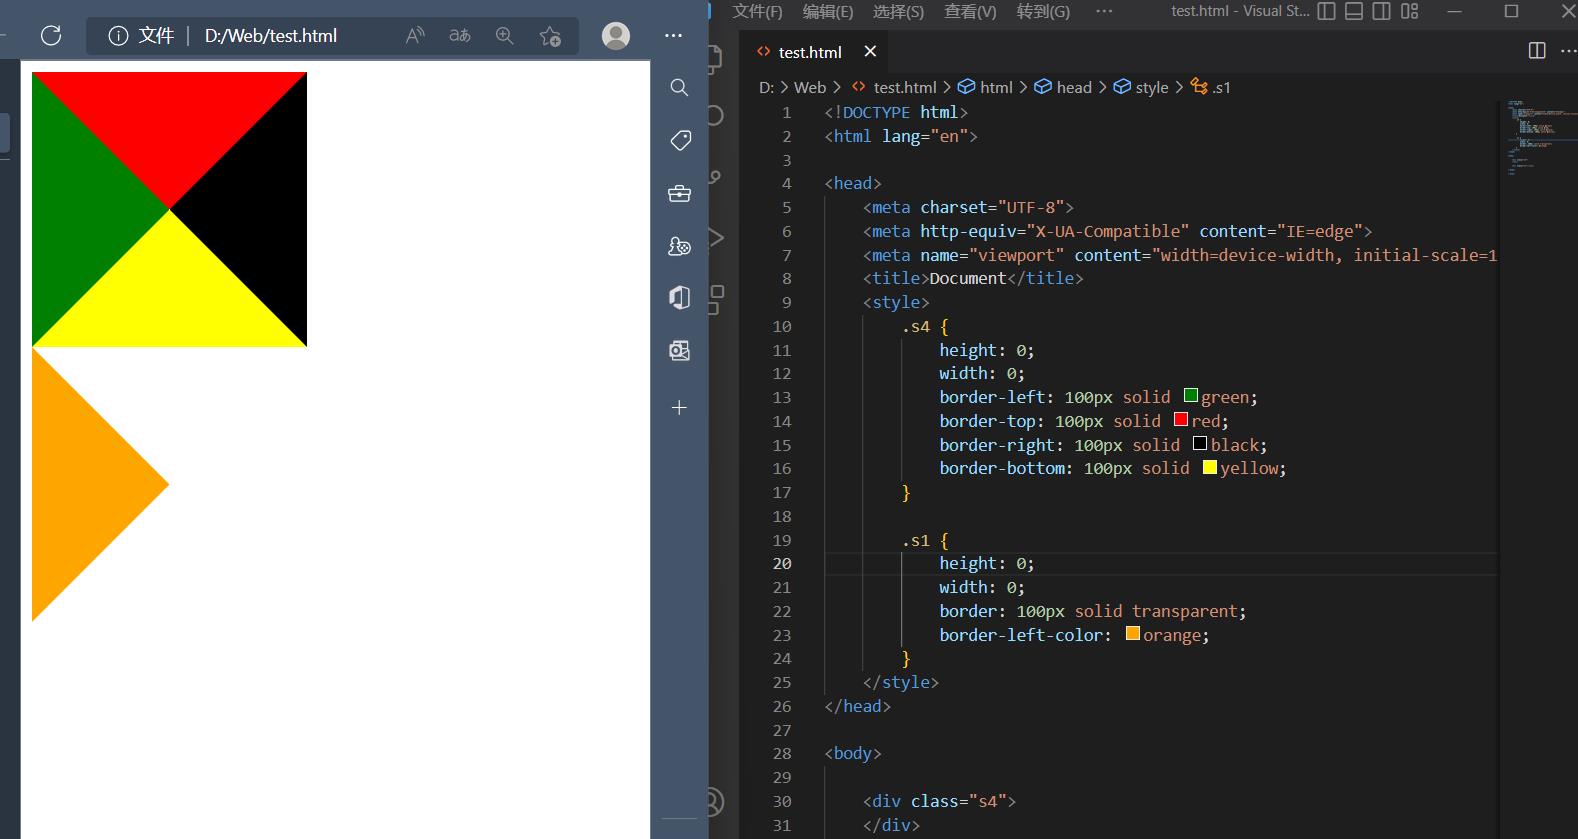 文件 | D:/Web/test.html
文件(F) 编辑(E) 选择(S) 查看(V) 转到(G) ··· test.html - Visual St...
test.html
D: > Web > test.html > html > head > style > .s1
1 <!DOCTYPE html>
2 <html lang="en">
3
4 <head>
5 <meta charset="UTF-8">
6 <meta http-equiv="X-UA-Compatible" content="IE=edge">
7 <meta name="viewport" content="width=device-width, initial-scale=1
8 <title>Document</title>
9 <style>
10 .s4 {
11 height: 0;
12 width: 0;
13 border-left: 100px solid green;
14 border-top: 100px solid red;
15 border-right: 100px solid black;
16 border-bottom: 100px solid yellow;
17 }
18
19 .s1 {
20 height: 0;
21 width: 0;
22 border: 100px solid transparent;
23 border-left-color: orange;
24 }
25 </style>
26 </head>
27
28 <body>
29
30 <div class="s4">
31 </div>